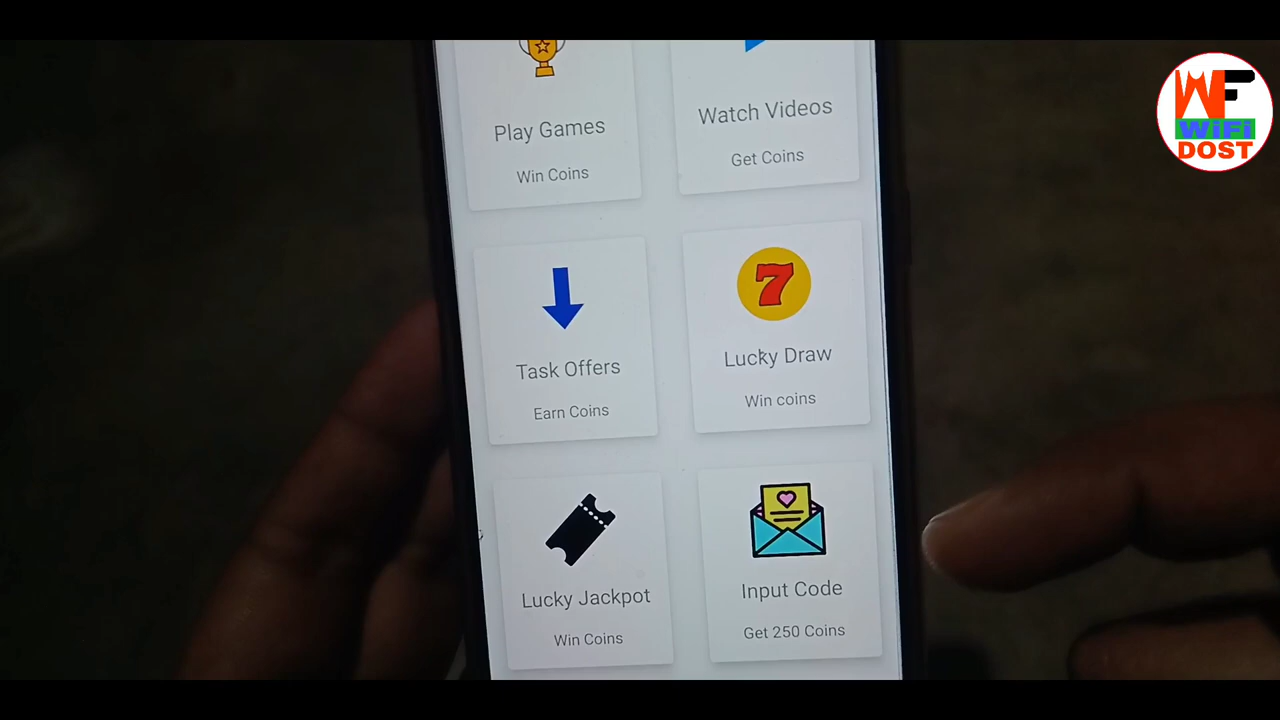 Play Games
Win Coins
Watch Videos
Get Coins
Task Offers
Earn Coins
7
Lucky Draw
Win coins
Lucky Jackpot
Win Coins
Input Code
Get 250 Coins
WF
WiFi
DOST